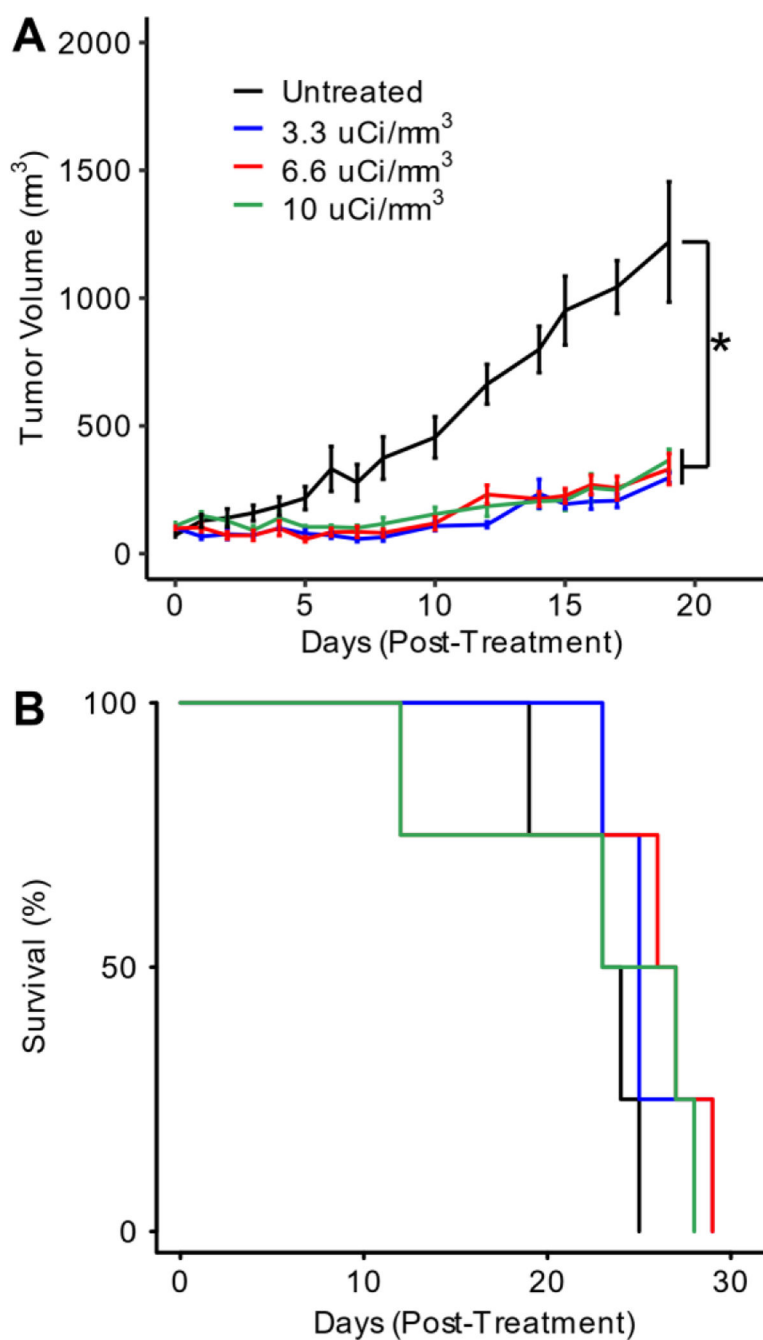 A
2000
1500
1000
500
0
Tumor Volume (mm³)
Untreated
3.3 uCi/mm³
6.6 uCi/mm³
10 uCi/mm³
*
0 5 10 15 20
Days (Post-Treatment)
B
100
50
0
Survival (%)
0 10 20 30
Days (Post-Treatment)